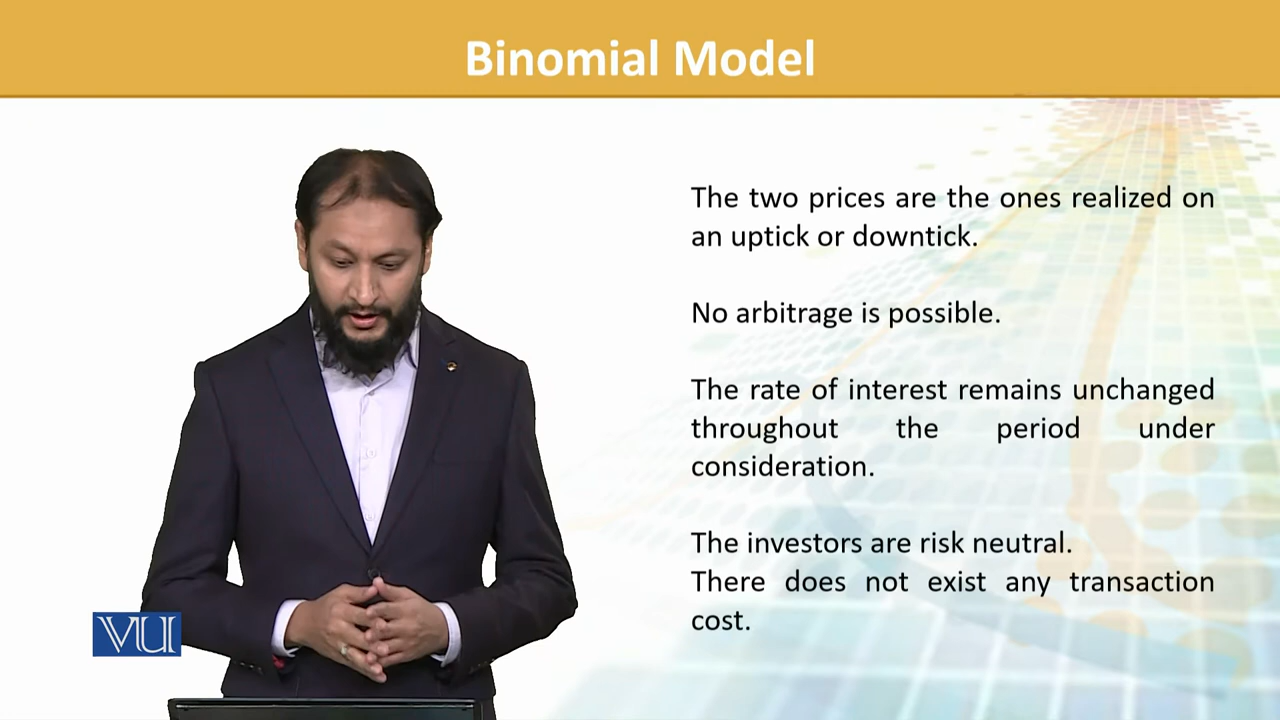 Binomial Model
The two prices are the ones realized on
an uptick or downtick.
No arbitrage is possible.
The rate of interest remains unchanged
throughout the period under
consideration.
The investors are risk neutral.
There does not exist any transaction
cost.
VU